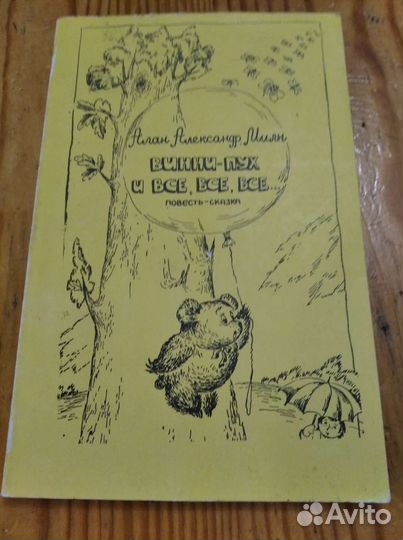 Алан Александр Милн
ВИННИ-ПУХ
И ВСЕ, ВСЕ, ВСЕ...
ПОВЕСТЬ-СКАЗКА
Avito